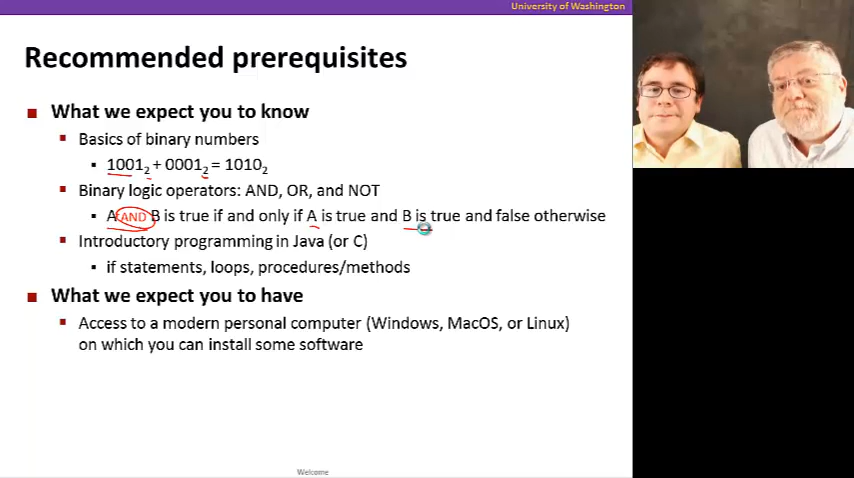 University of Washington
Recommended prerequisites
What we expect you to know
Basics of binary numbers
1001₂ + 0001₂ = 1010₂
Binary logic operators: AND, OR, and NOT
A AND B is true if and only if A is true and B is true and false otherwise
Introductory programming in Java (or C)
if statements, loops, procedures/methods
What we expect you to have
Access to a modern personal computer (Windows, MacOS, or Linux)
on which you can install some software
Welcome